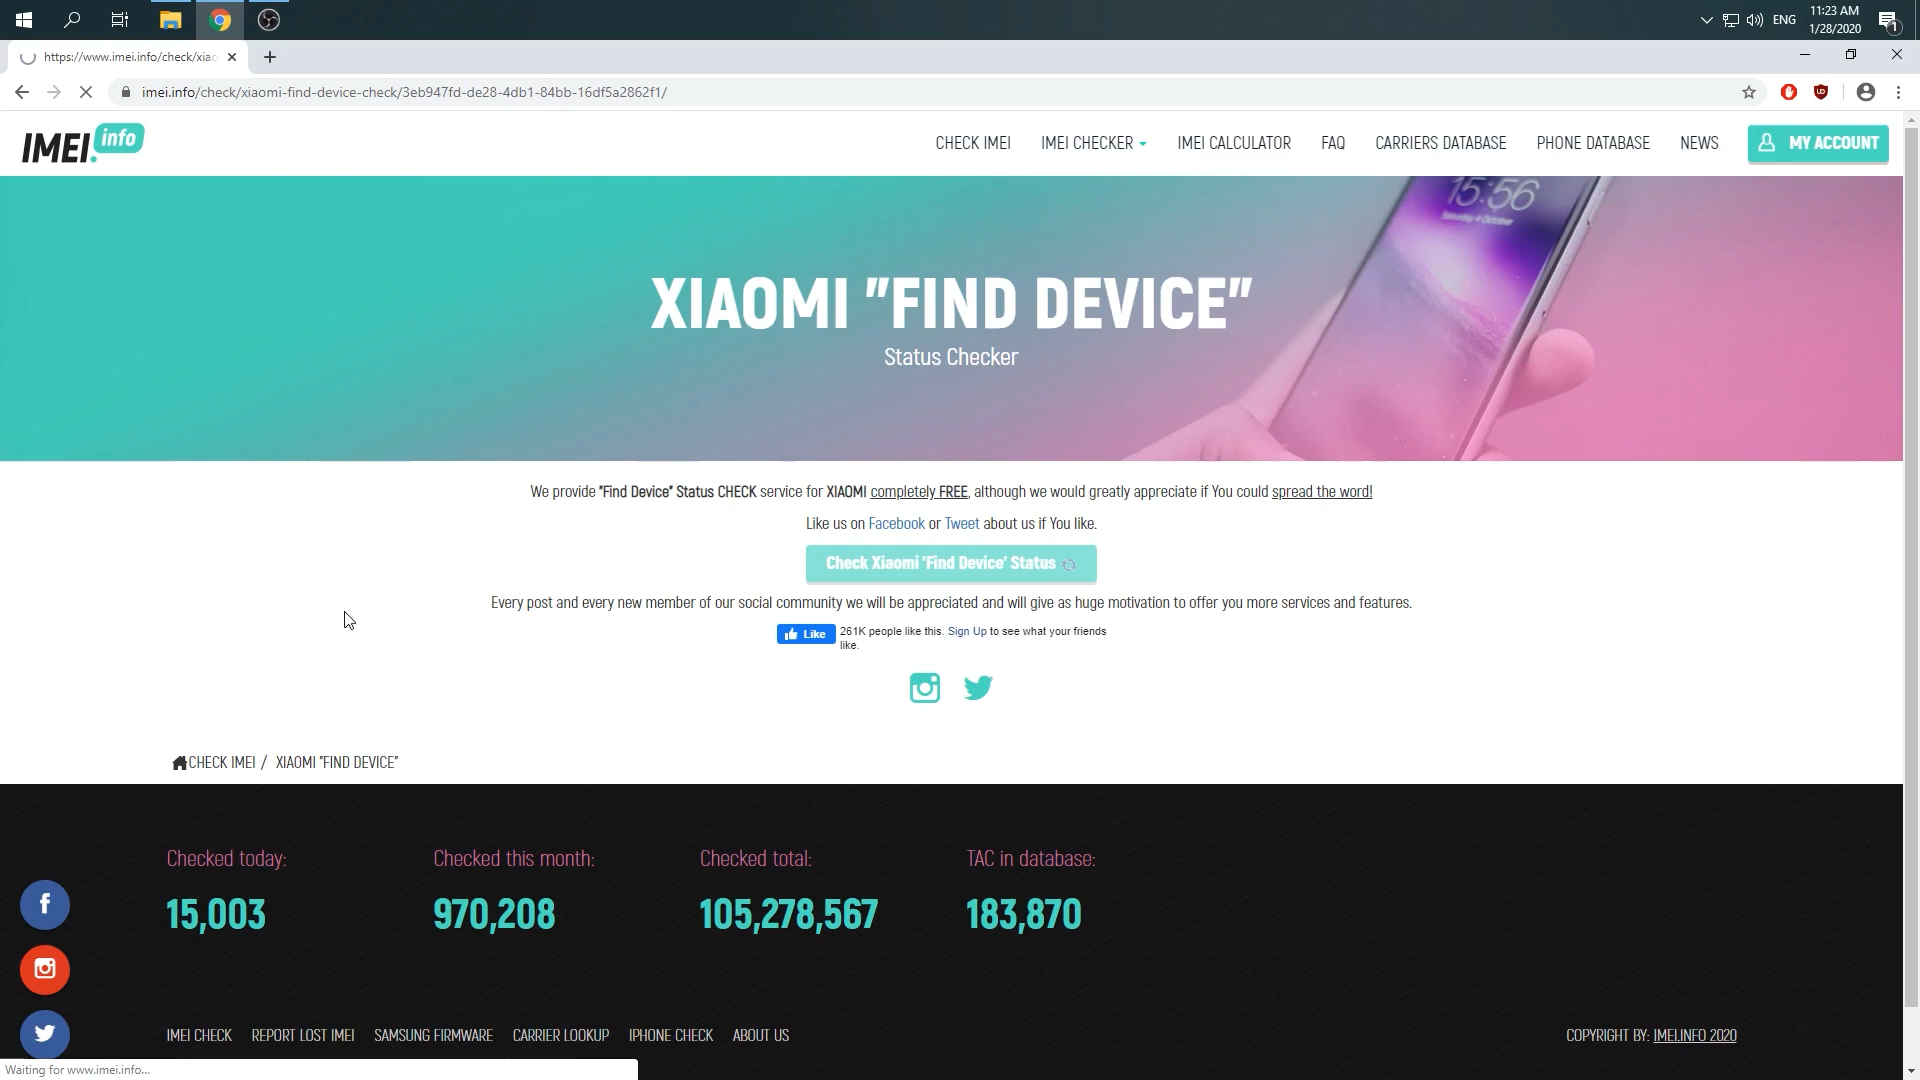 ENG
11:23 AM
1/28/2020
1
https://www.imei.info/check/xiao
imei.info/check/xiaomi-find-device-check/3eb947fd-de28-4db1-84bb-16df5a2862f1/
IMEI.info
CHECK IMEI
IMEI CHECKER
IMEI CALCULATOR
FAQ
CARRIERS DATABASE
PHONE DATABASE
NEWS
MY ACCOUNT
15:56
Saturday 4 October
XIAOMI "FIND DEVICE"
Status Checker
We provide "Find Device" Status CHECK service for XIAOMI completely FREE, although we would greatly appreciate if You could spread the word!
Like us on Facebook or Tweet about us if You like.
Check Xiaomi 'Find Device' Status
Every post and every new member of our social community we will be appreciated and will give as huge motivation to offer you more services and features.
Like
261K people like this. Sign Up to see what your friends
like.
CHECK IMEI / XIAOMI "FIND DEVICE"
Checked today:
Checked this month:
Checked total:
TAC in database:
15,003
970,208
105,278,567
183,870
IMEI CHECK
REPORT LOST IMEI
SAMSUNG FIRMWARE
CARRIER LOOKUP
IPHONE CHECK
ABOUT US
COPYRIGHT BY: IMEI.INFO 2020
Waiting for www.imei.info...